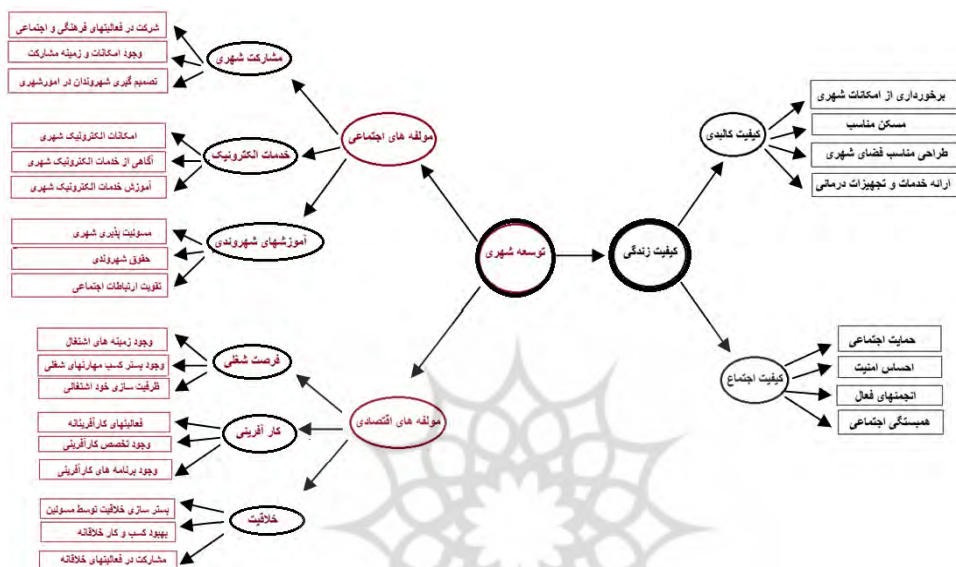 توسعه شهری
کیفیت زندگی
کیفیت کالبدی
برخورداری از امکانات شهری
مسکن مناسب
طراحی مناسب فضای شهری
ارائه خدمات و تجهیزات درمانی
کیفیت اجتماع
حمایت اجتماعی
احساس امنیت
انجمنهای فعال
همبستگی اجتماعی
مولفه های اجتماعی
مشارکت شهری
شرکت در فعالیتهای فرهنگی و اجتماعی
وجود امکانات و زمینه مشارکت
تصمیم گیری شهروندان در امورشهری
خدمات الکترونیک
امکانات الکترونیک شهری
آگاهی از خدمات الکترونیک شهری
آموزش خدمات الکترونیک شهری
آموزشهای شهروندی
مسولیت پذیری شهری
حقوق شهروندی
تقویت ارتباطات اجتماعی
مولفه های اقتصادی
فرصت شغلی
وجود زمینه های اشتغال
وجود بستر کسب مهارتهای شغلی
ظرفیت سازی خود اشتغالی
کار آفرینی
فعالیتهای کارآفرینانه
وجود تخصص کارآفرینی
وجود برنامه های کارآفرینی
خلاقیت
بستر سازی خلاقیت توسط مسولین
بهبود کسب و کار خلاقانه
مشارکت در فعالیتهای خلاقانه